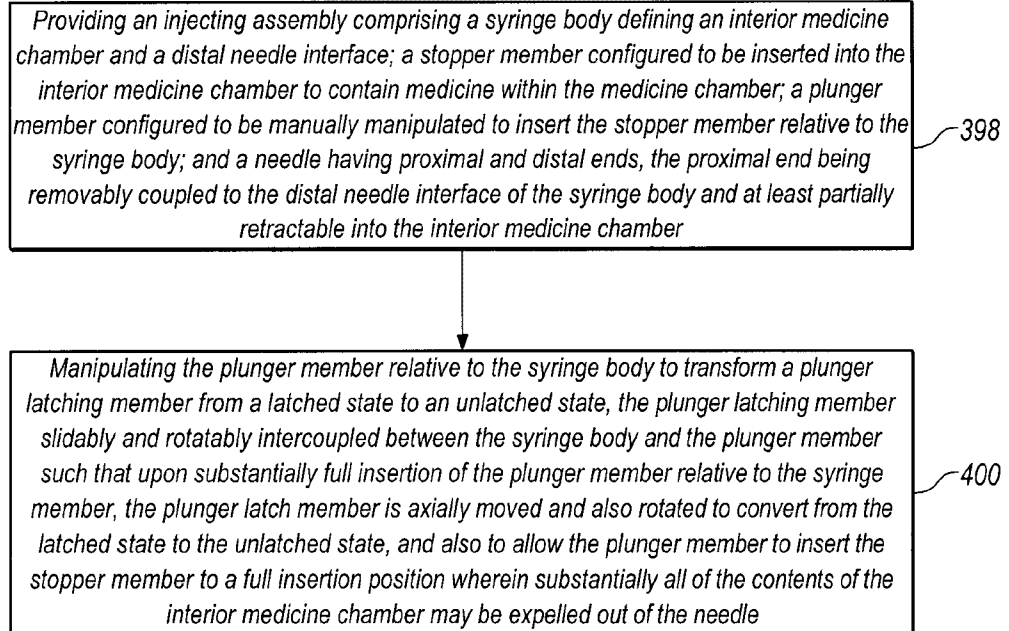 Providing an injecting assembly comprising a syringe body defining an interior medicine
chamber and a distal needle interface; a stopper member configured to be inserted into the
interior medicine chamber to contain medicine within the medicine chamber; a plunger
member configured to be manually manipulated to insert the stopper member relative to the
syringe body; and a needle having proximal and distal ends, the proximal end being
removably coupled to the distal needle interface of the syringe body and at least partially
retractable into the interior medicine chamber
398
Manipulating the plunger member relative to the syringe body to transform a plunger
latching member from a latched state to an unlatched state, the plunger latching member
slidably and rotatably intercoupled between the syringe body and the plunger member
such that upon substantially full insertion of the plunger member relative to the syringe
member, the plunger latch member is axially moved and also rotated to convert from the
latched state to the unlatched state, and also to allow the plunger member to insert the
stopper member to a full insertion position wherein substantially all of the contents of the
interior medicine chamber may be expelled out of the needle
400